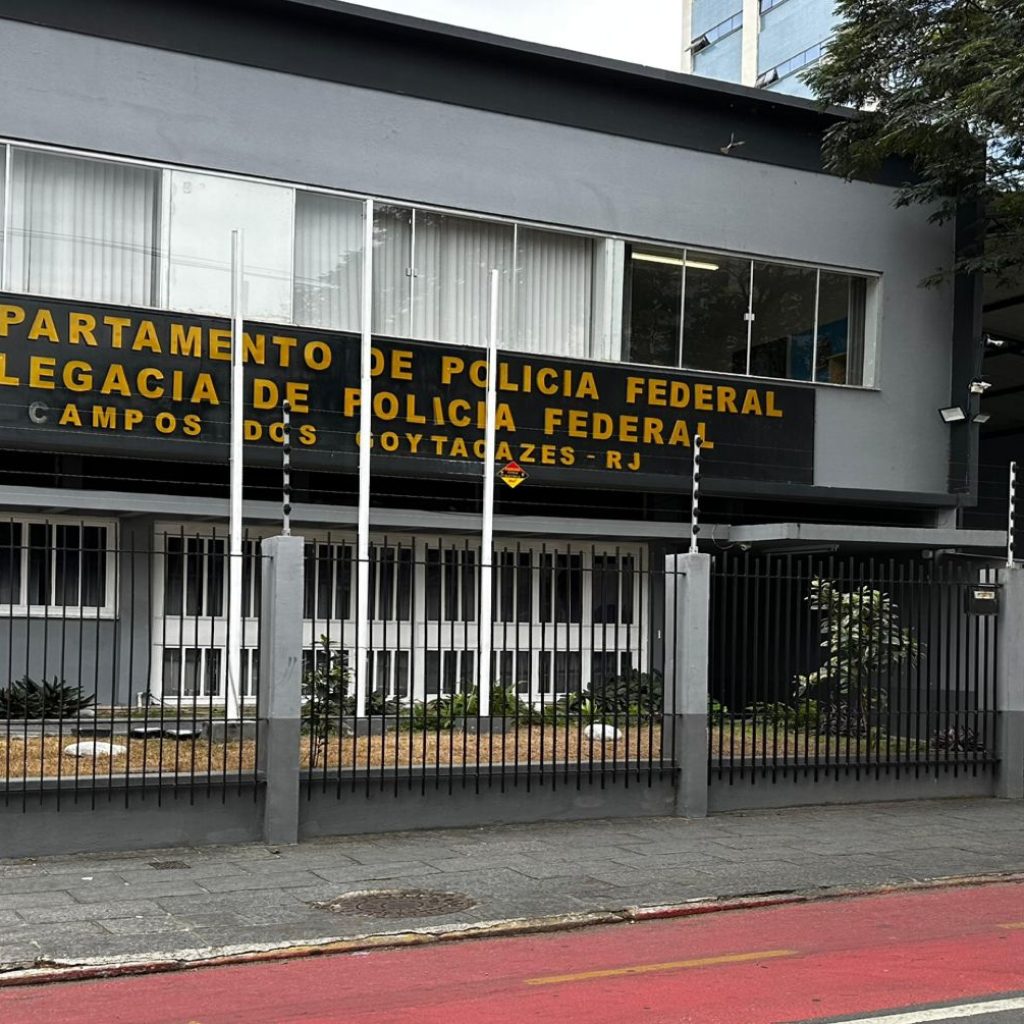 PARTAMENTO DE POLICIA FEDERAL
LEGACIA DE POLICIA FEDERAL
CAMPOS DOS GOYTACAZES - RJ